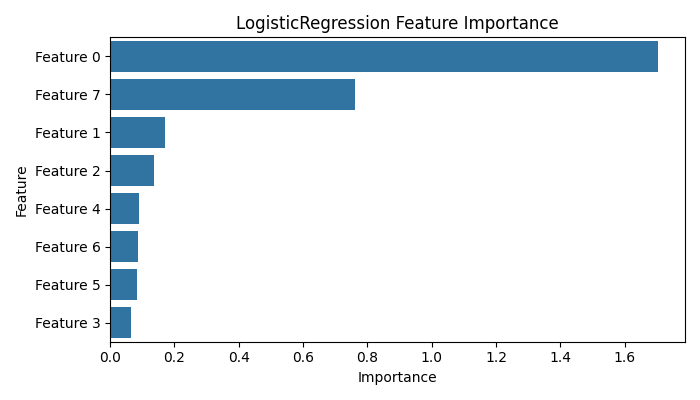 LogisticRegression Feature Importance
Feature 0
Feature 7
Feature 1
Feature 2
Feature 4
Feature 6
Feature 5
Feature 3
Feature
0.0 0.2 0.4 0.6 0.8 1.0 1.2 1.4 1.6
Importance